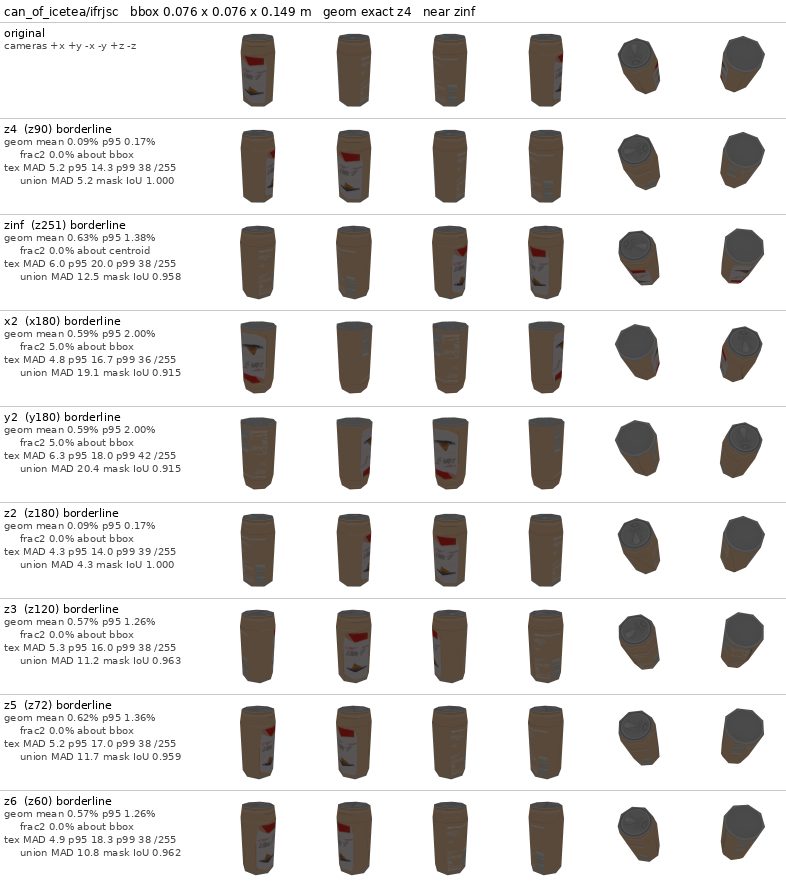 can_of_icetea/ifrjsc   bbox 0.076 x 0.076 x 0.149 m   geom exact z4   near zinf
original
cameras +x +y -x -y +z -z
z4  (z90) borderline
geom mean 0.09% p95 0.17%
frac2 0.0% about bbox
tex MAD 5.2 p95 14.3 p99 38 /255
union MAD 5.2 mask IoU 1.000
zinf  (z251) borderline
geom mean 0.63% p95 1.38%
frac2 0.0% about centroid
tex MAD 6.0 p95 20.0 p99 38 /255
union MAD 12.5 mask IoU 0.958
x2  (x180) borderline
geom mean 0.59% p95 2.00%
frac2 5.0% about bbox
tex MAD 4.8 p95 16.7 p99 36 /255
union MAD 19.1 mask IoU 0.915
y2  (y180) borderline
geom mean 0.59% p95 2.00%
frac2 5.0% about bbox
tex MAD 6.3 p95 18.0 p99 42 /255
union MAD 20.4 mask IoU 0.915
z2  (z180) borderline
geom mean 0.09% p95 0.17%
frac2 0.0% about bbox
tex MAD 4.3 p95 14.0 p99 39 /255
union MAD 4.3 mask IoU 1.000
z3  (z120) borderline
geom mean 0.57% p95 1.26%
frac2 0.0% about bbox
tex MAD 5.3 p95 16.0 p99 38 /255
union MAD 11.2 mask IoU 0.963
z5  (z72) borderline
geom mean 0.62% p95 1.36%
frac2 0.0% about bbox
tex MAD 5.2 p95 17.0 p99 38 /255
union MAD 11.7 mask IoU 0.959
z6  (z60) borderline
geom mean 0.57% p95 1.26%
frac2 0.0% about bbox
tex MAD 4.9 p95 18.3 p99 38 /255
union MAD 10.8 mask IoU 0.962